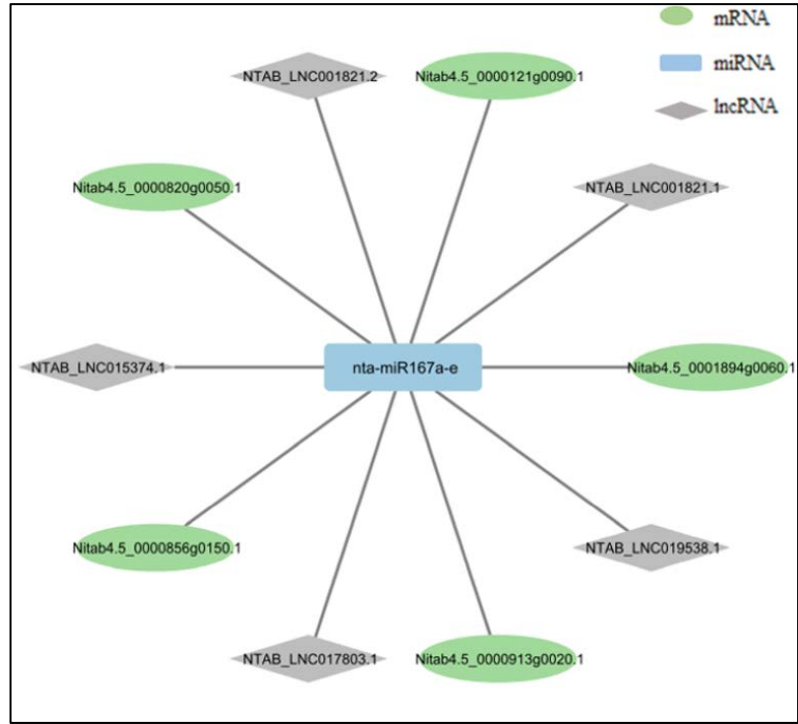 mRNA
miRNA
lncRNA
NTAB_LNC001821.2
Nitab4.5_0000121g0090.1
Nitab4.5_0000820g0050.1
NTAB_LNC001821.1
NTAB_LNC015374.1
nta-miR167a-e
Nitab4.5_0001894g0060.1
Nitab4.5_0000856g0150.1
NTAB_LNC019538.1
NTAB_LNC017803.1
Nitab4.5_0000913g0020.1